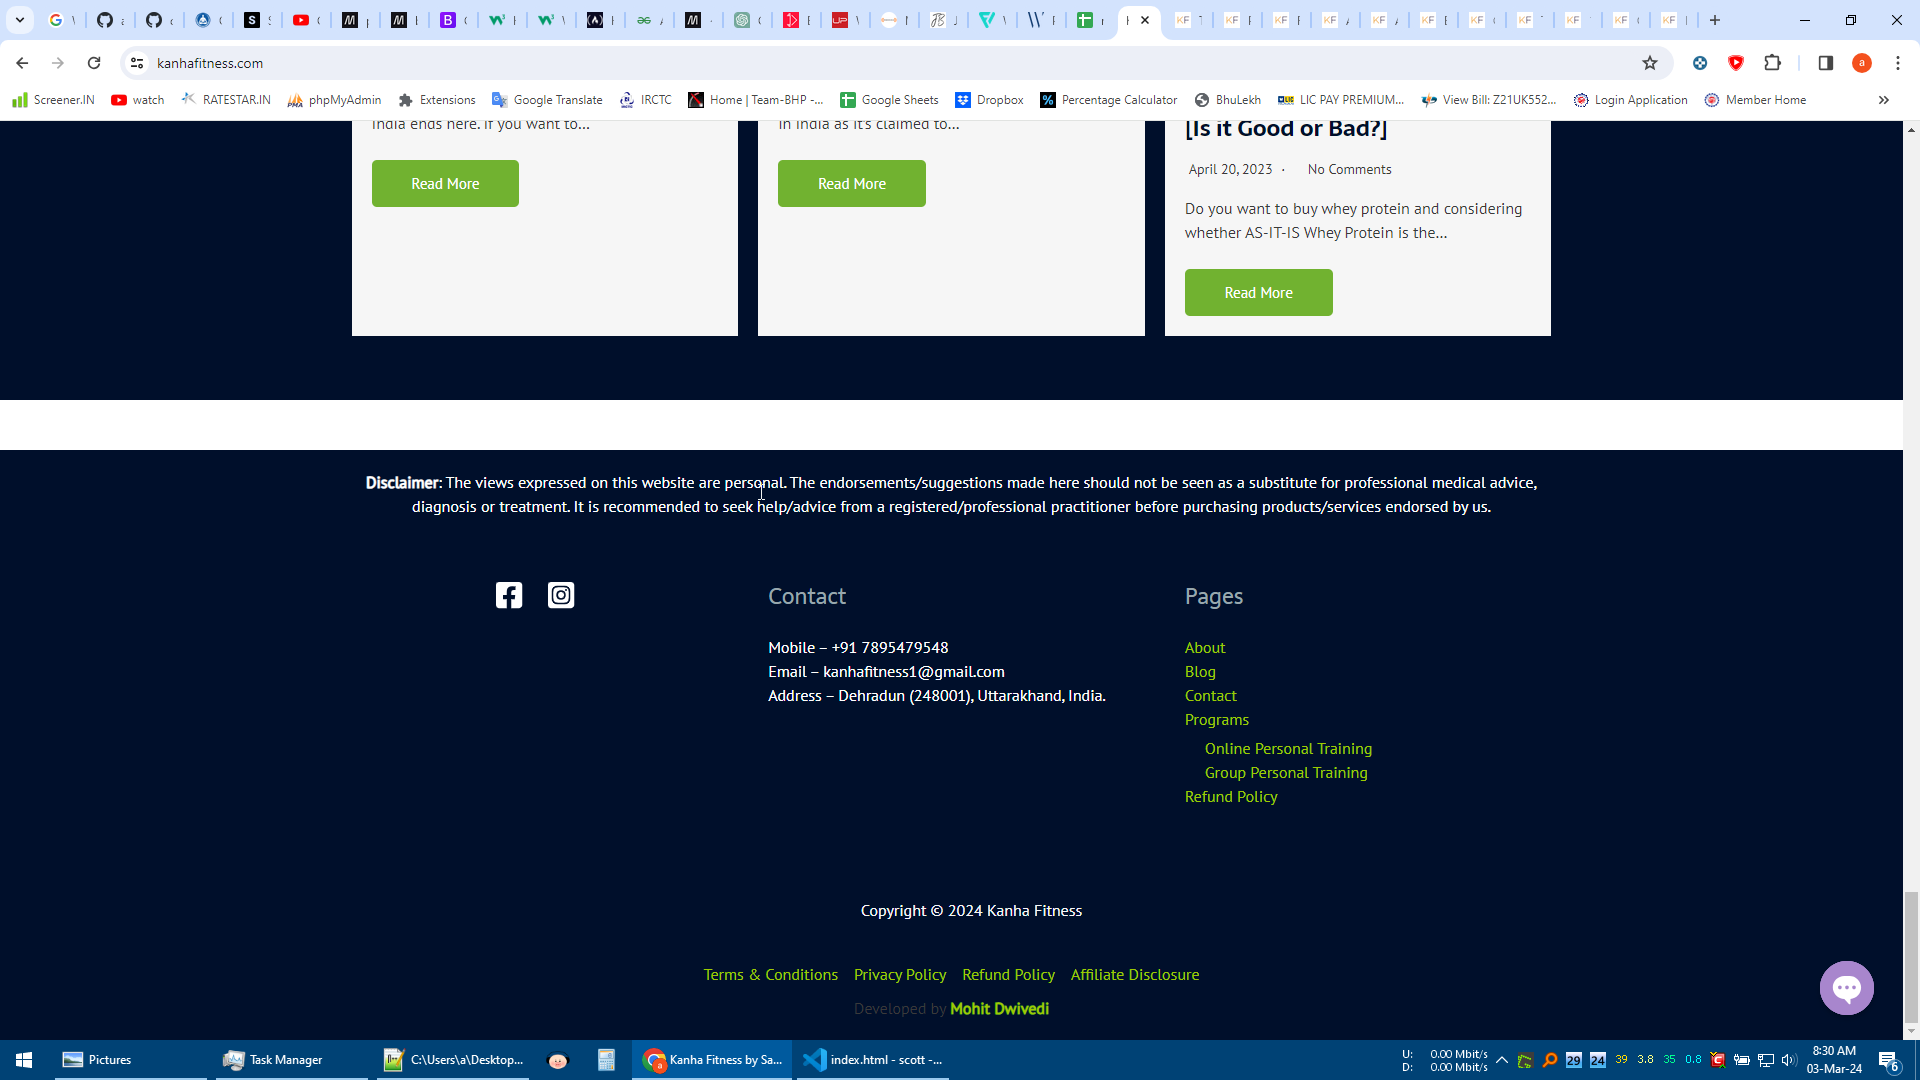 kanhafitness.com
Screener.IN
watch
RATESTAR.IN
phpMyAdmin
Extensions
Google Translate
IRCTC
Home | Team-BHP -...
Google Sheets
Dropbox
Percentage Calculator
BhuLekh
LIC PAY PREMIUM...
View Bill: Z21UK552...
Login Application
Member Home
India ends here. If you want to...
in India as it's claimed to...
[Is it Good or Bad?]
April 20, 2023 · No Comments
Do you want to buy whey protein and considering
whether AS-IT-IS Whey Protein is the...
Read More
Read More
Read More
Disclaimer: The views expressed on this website are personal. The endorsements/suggestions made here should not be seen as a substitute for professional medical advice,
diagnosis or treatment. It is recommended to seek help/advice from a registered/professional practitioner before purchasing products/services endorsed by us.
Contact
Mobile – +91 7895479548
Email – kanhafitness1@gmail.com
Address – Dehradun (248001), Uttarakhand, India.
Pages
About
Blog
Contact
Programs
Online Personal Training
Group Personal Training
Refund Policy
Copyright © 2024 Kanha Fitness
Terms & Conditions Privacy Policy Refund Policy Affiliate Disclosure
Developed by Mohit Dwivedi
Pictures
Task Manager
C:\Users\a\Desktop...
Kanha Fitness by Sa...
index.html - scott -...
U: 0.00 Mbit/s
D: 0.00 Mbit/s
29
24
39
3.8
35
0.8
8:30 AM
03-Mar-24
6